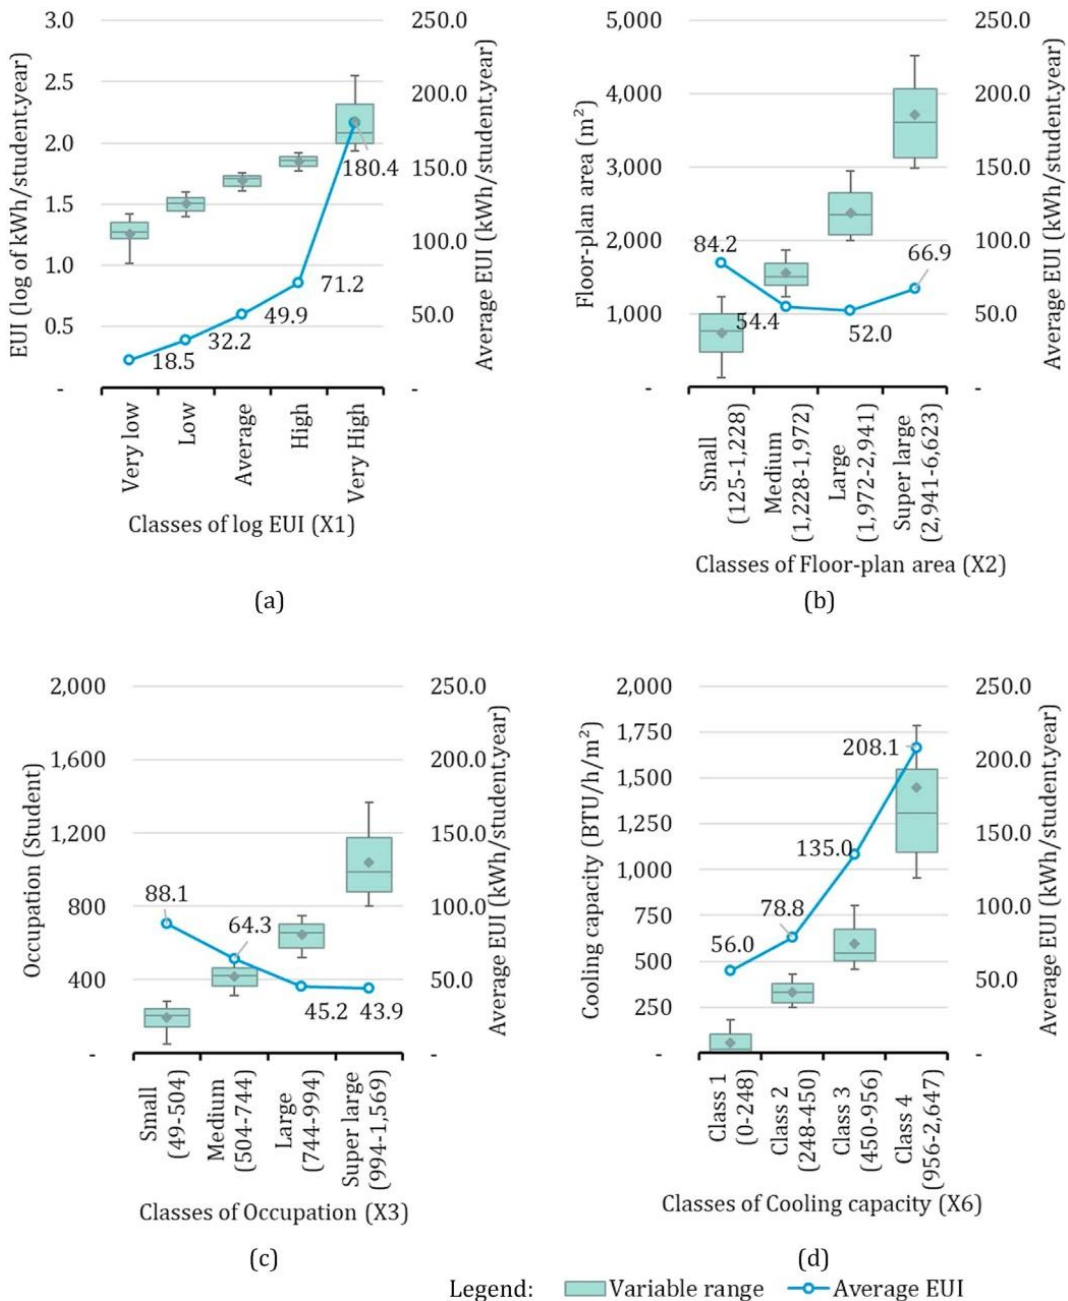 3.0
2.5
2.0
1.5
1.0
0.5
-
EUI (log of kWh/student.year)
250.0
200.0
150.0
100.0
50.0
-
Average EUI (kWh/student.year)
18.5
32.2
49.9
71.2
180.4
Very low
Low
Average
High
Very High
Classes of log EUI (X1)
(a)
5,000
4,000
3,000
2,000
1,000
-
Floor-plan area (m²)
250.0
200.0
150.0
100.0
50.0
-
Average EUI (kWh/student.year)
84.2
54.4
52.0
66.9
Small
(125-1,228)
Medium
(1,228-1,972)
Large
(1,972-2,941)
Super large
(2,941-6,623)
Classes of Floor-plan area (X2)
(b)
2,000
1,600
1,200
800
400
-
Occupation (Student)
250.0
200.0
150.0
100.0
50.0
-
Average EUI (kWh/student.year)
88.1
64.3
45.2
43.9
Small
(49-504)
Medium
(504-744)
Large
(744-994)
Super large
(994-1,569)
Classes of Occupation (X3)
(c)
2,000
1,750
1,500
1,250
1,000
750
500
250
-
Cooling capacity (BTU/h/m²)
250.0
200.0
150.0
100.0
50.0
-
Average EUI (kWh/student.year)
56.0
78.8
135.0
208.1
Class 1
(0-248)
Class 2
(248-450)
Class 3
(450-956)
Class 4
(956-2,647)
Classes of Cooling capacity (X6)
(d)
Legend: Variable range Average EUI